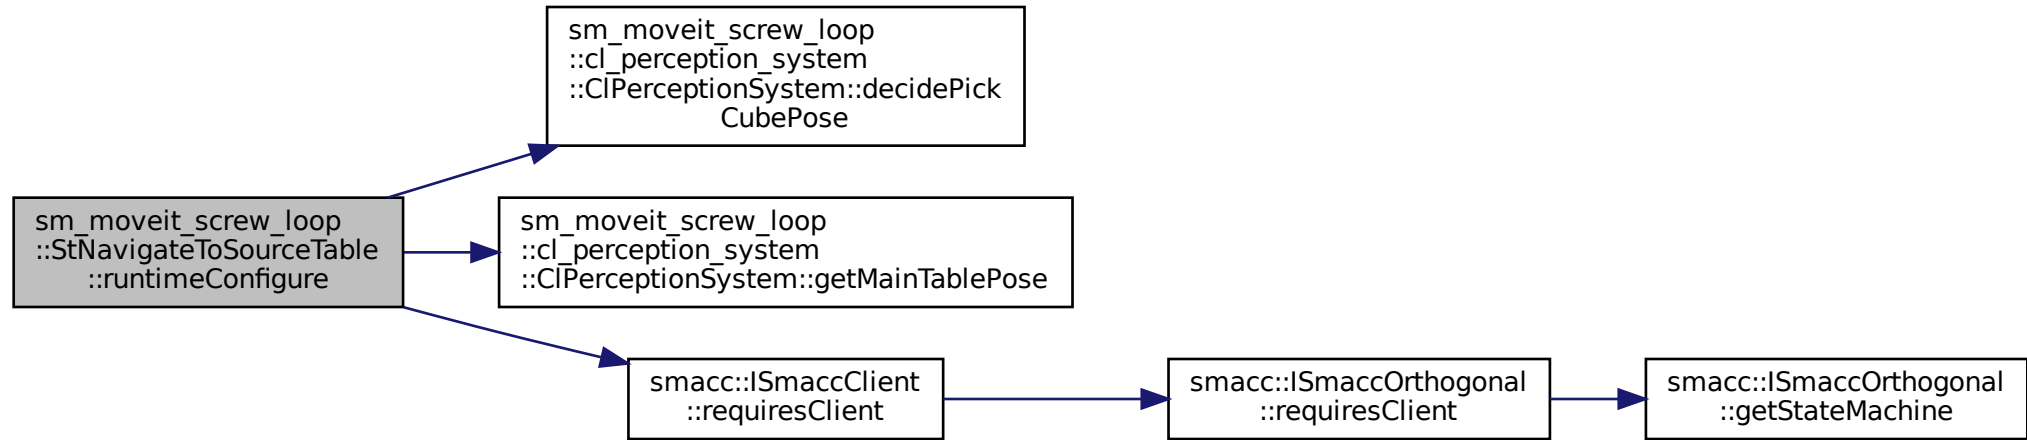 sm_moveit_screw_loop
::cl_perception_system
::ClPerceptionSystem::decidePick
CubePose
sm_moveit_screw_loop
::StNavigateToSourceTable
::runtimeConfigure
sm_moveit_screw_loop
::cl_perception_system
::ClPerceptionSystem::getMainTablePose
smacc::ISmaccClient
::requiresClient
smacc::ISmaccOrthogonal
::requiresClient
smacc::ISmaccOrthogonal
::getStateMachine